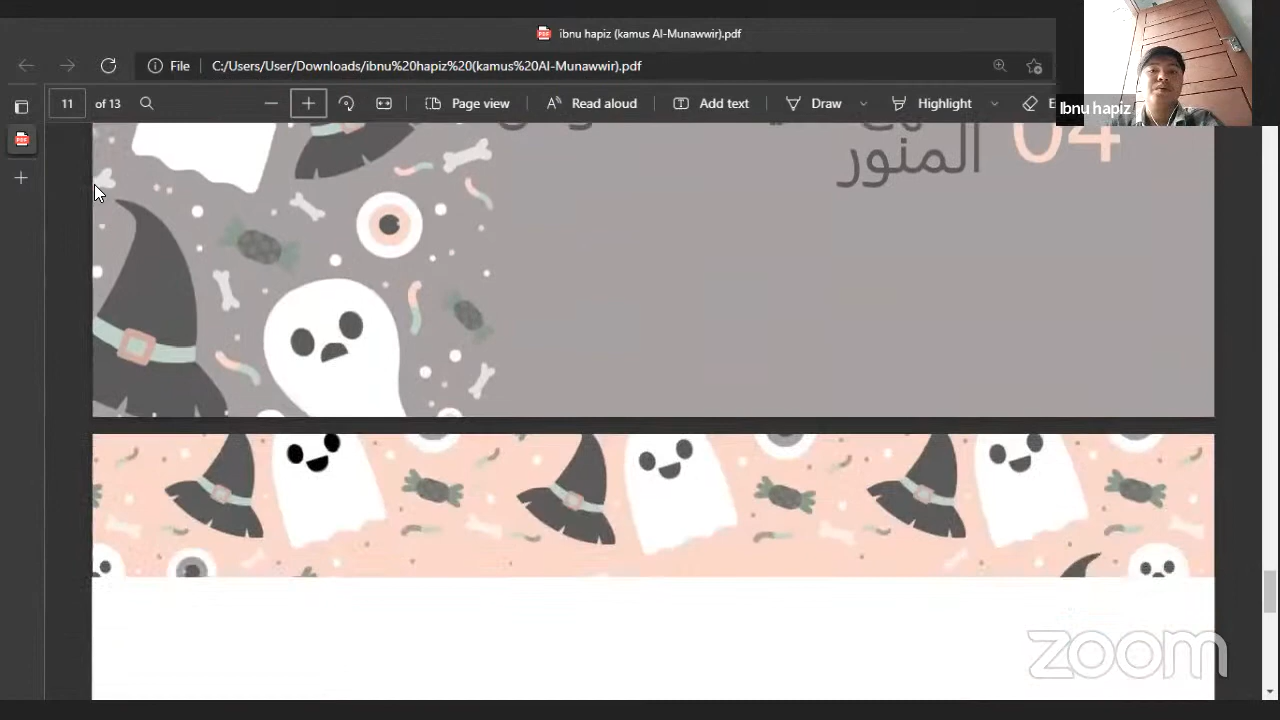 ibnu hapiz (kamus Al-Munawwir).pdf
File C:/Users/User/Downloads/ibnu%20hapiz%20(kamus%20Al-Munawwir).pdf
11 of 13 Page view Read aloud Add text Draw Highlight
Ibnu hapiz
04
المنور
zoom